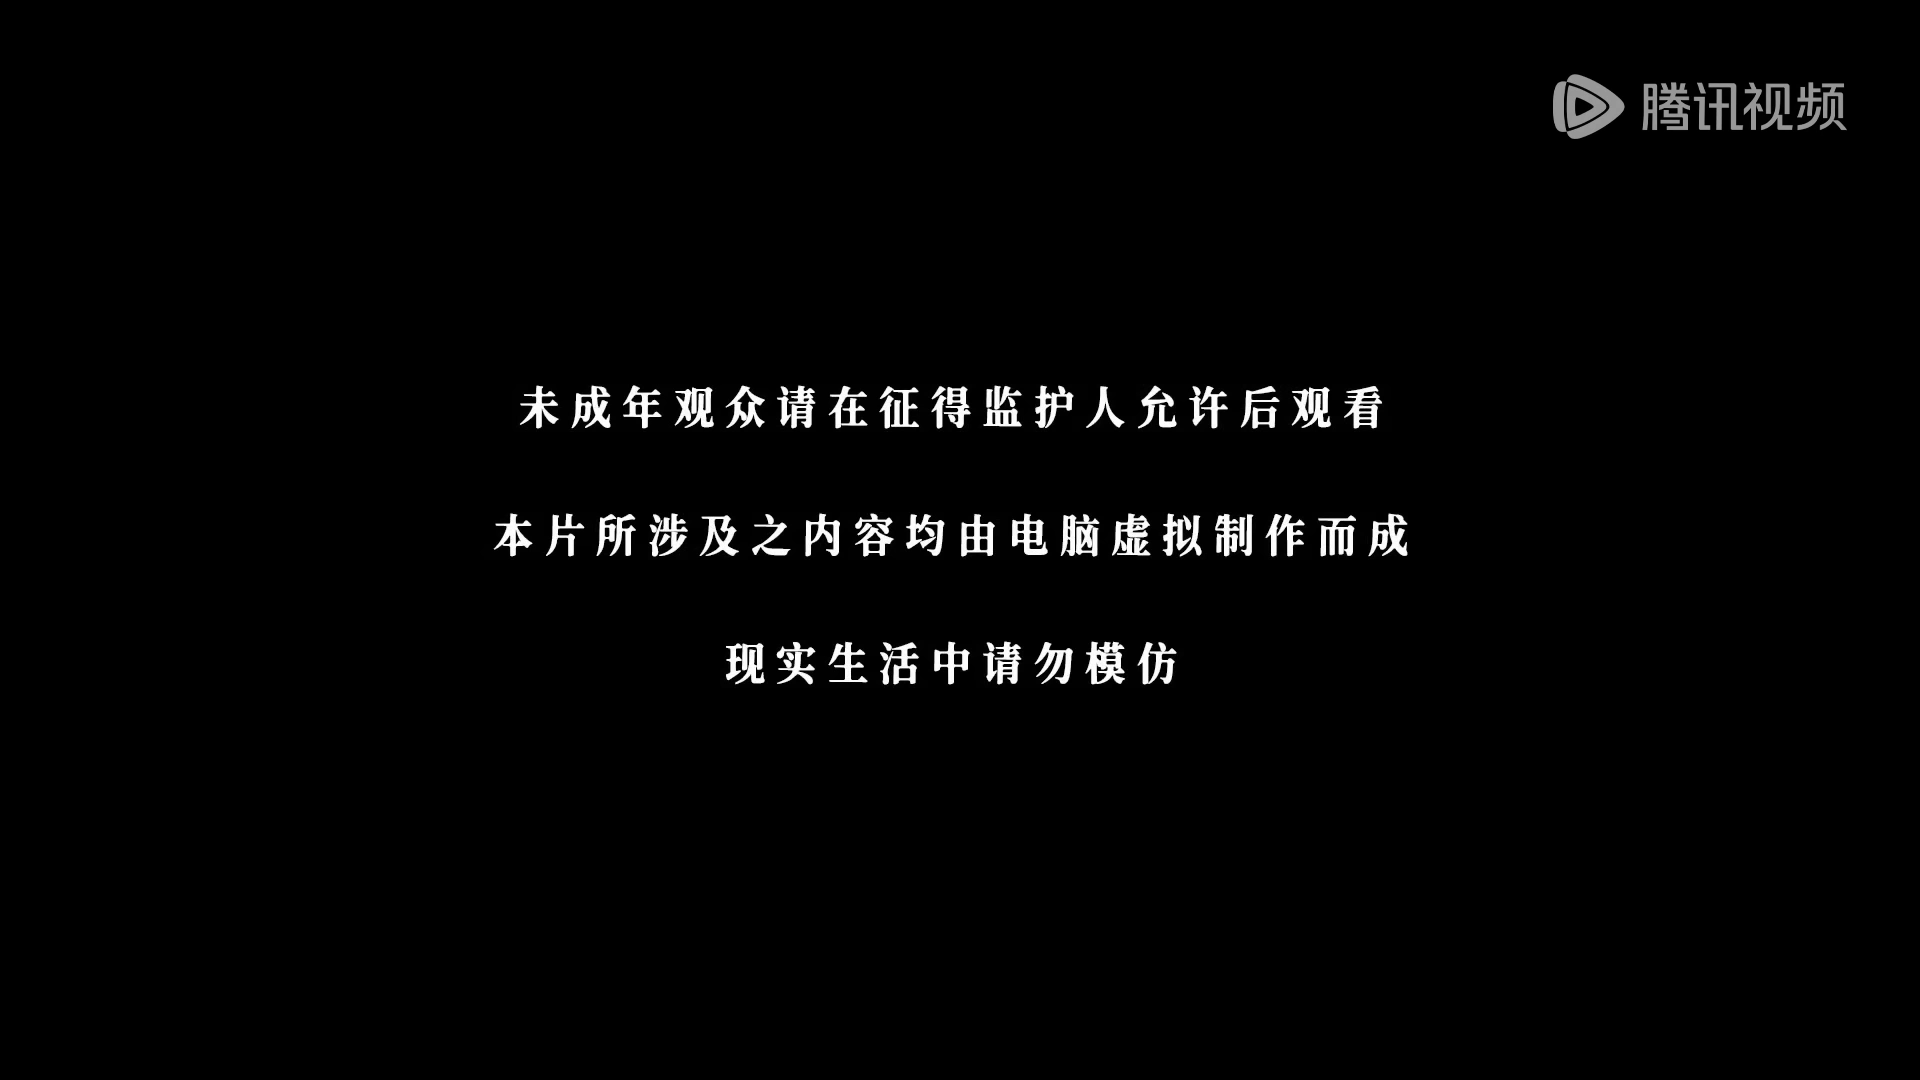 腾讯视频
未成年观众请在征得监护人允许后观看
本片所涉及之内容均由电脑虚拟制作而成
现实生活中请勿模仿